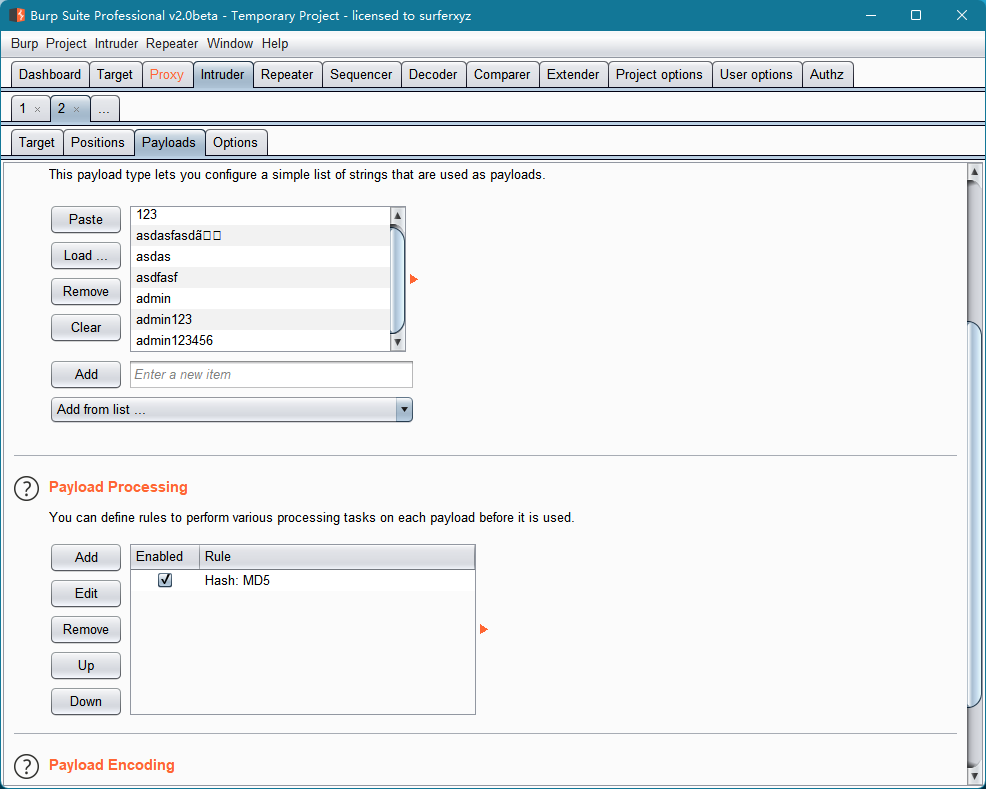 Burp Suite Professional v2.0beta - Temporary Project - licensed to surferxyz
Burp Project Intruder Repeater Window Help
Dashboard Target Proxy Intruder Repeater Sequencer Decoder Comparer Extender Project options User options Authz
1 × 2 × ...
Target Positions Payloads Options
This payload type lets you configure a simple list of strings that are used as payloads.
Paste
Load ...
Remove
Clear
123
asdasfasdã□□
asdas
asdfasf
admin
admin123
admin123456
Add
Enter a new item
Add from list ...
? Payload Processing
You can define rules to perform various processing tasks on each payload before it is used.
Add
Edit
Remove
Up
Down
Enabled Rule
Hash: MD5
? Payload Encoding